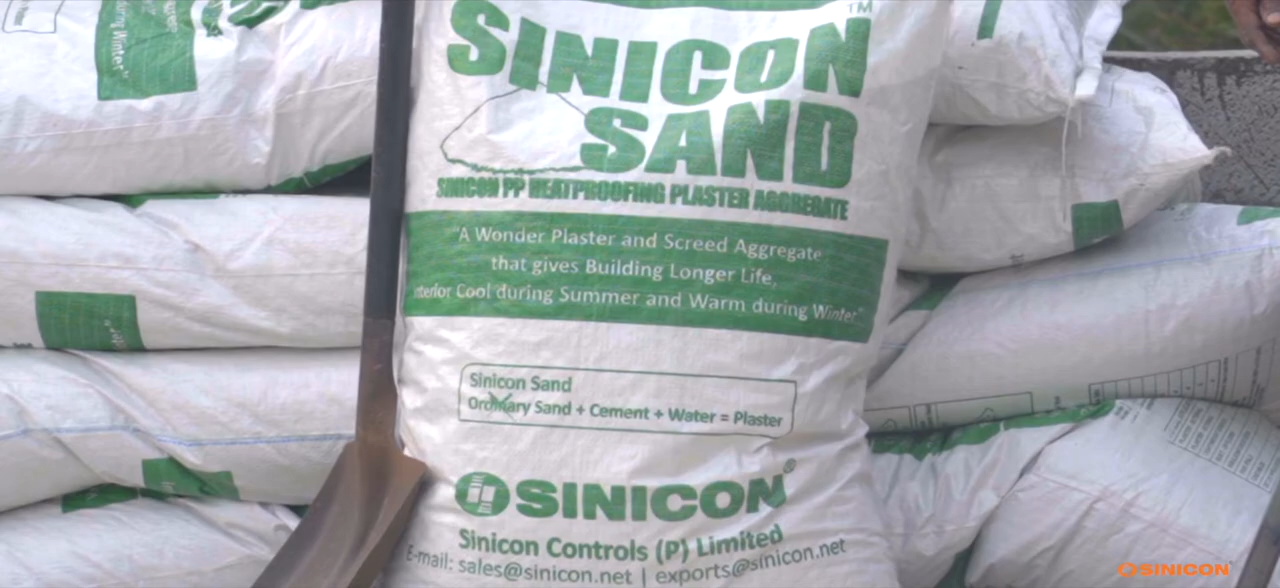 SINICON™
SAND
SINICON PP HEATPROOFING PLASTER AGGREGATE
"A Wonder Plaster and Screed Aggregate
that gives Building Longer Life,
Interior Cool during Summer and Warm during Winter"
Sinicon Sand
Ordinary Sand + Cement + Water = Plaster
SINICON®
Sinicon Controls (P) Limited
E-mail: sales@sinicon.net | exports@sinicon.net
during Winter"
SINICON